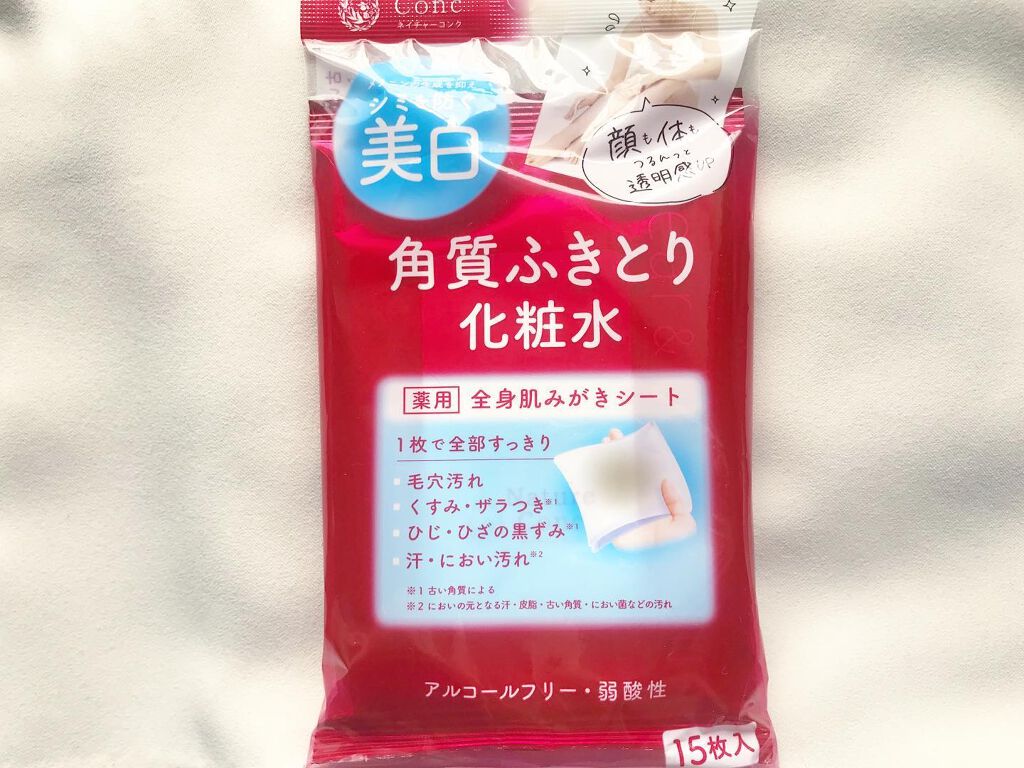 Conc
ネイチャーコンク
シミを防ぐ
美白
顔も体も
つるんっと
透明感UP
角質ふきとり
化粧水
薬用 全身肌みがきシート
1枚で全部すっきり
毛穴汚れ
くすみ・ザラつき※1
ひじ・ひざの黒ずみ※1
汗・におい汚れ※2
※1 古い角質による
※2 においの元となる汗・皮脂・古い角質・におい菌などの汚れ
アルコールフリー・弱酸性
15枚入